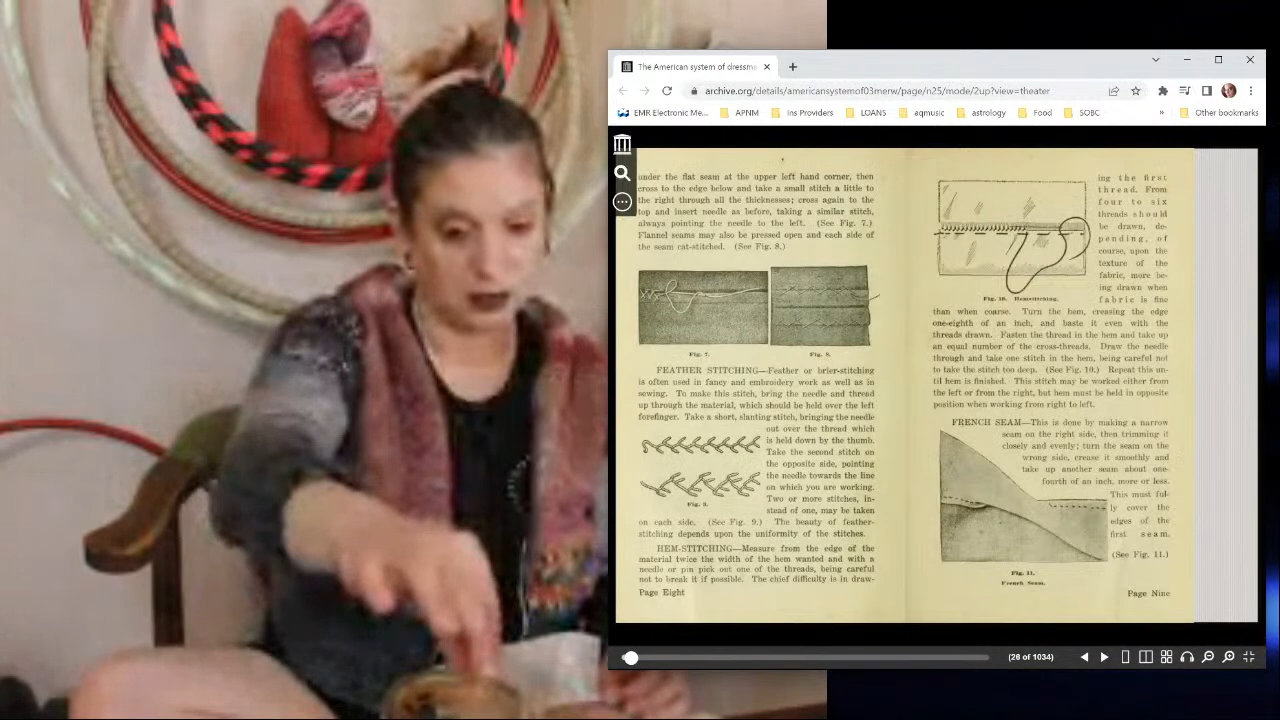 The American system of dressma
archive.org/details/americansystemof03merw/page/n25/mode/2up?view=theater
EMR Electronic Me...
APNM
Ins Providers
LOANS
aqmusic
astrology
Food
SOBC
»
Other bookmarks
under the flat seam at the upper left hand corner, then
cross to the edge below and take a small stitch a little to
the right through all the thicknesses; cross again to the
top and insert needle as before, taking a similar stitch,
always pointing the needle to the left. (See Fig. 7.)
Flannel seams may also be pressed open and each side of
the seam cat-stitched. (See Fig. 8.)
Fig. 7.
Fig. 8.
FEATHER STITCHING—Feather or brier-stitching
is often used in fancy and embroidery work as well as in
sewing. To make this stitch, bring the needle and thread
up through the material, which should be held over the left
forefinger. Take a short, slanting stitch, bringing the needle
out over the thread which
is held down by the thumb.
Take the second stitch on
the opposite side, pointing
the needle towards the line
on which you are working.
Two or more stitches, in-
stead of one, may be taken
Fig. 9.
on each side. (See Fig. 9.) The beauty of feather-
stitching depends upon the uniformity of the stitches.
HEM-STITCHING—Measure from the edge of the
material twice the width of the hem wanted and with a
needle or pin pick out one of the threads, being careful
not to break it if possible. The chief difficulty is in draw-
Page Eight
ing the first
thread. From
four to six
threads should
be drawn, de-
pending, of
course, upon the
texture of the
fabric, more be-
ing drawn when
fabric is fine
Fig. 10. Hemstitching.
than when coarse. Turn the hem, creasing the edge
one-eighth of an inch, and baste it even with the
threads drawn. Fasten the thread in the hem and take up
an equal number of the cross-threads. Draw the needle
through and take one stitch in the hem, being careful not
to take the stitch too deep. (See Fig. 10.) Repeat this un-
til hem is finished. This stitch may be worked either from
the left or from the right, but hem must be held in opposite
position when working from right to left.
FRENCH SEAM—This is done by making a narrow
seam on the right side, then trimming it
closely and evenly; turn the seam on the
wrong side, crease it smoothly and
take up another seam about one-
fourth of an inch, more or less.
This must ful-
ly cover the
edges of the
first seam.
(See Fig. 11.)
Fig. 11.
French Seam.
Page Nine
(26 of 1034)